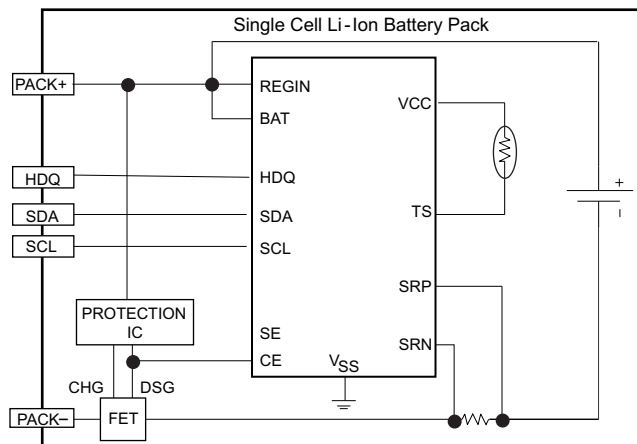 Single Cell Li-Ion Battery Pack
PACK+
REGIN
VCC
BAT
HDQ
HDQ
SDA
SDA
TS
+
-
SCL
SCL
SRP
PROTECTION
IC
SE
SRN
CE
VSS
CHG
DSG
PACK–
FET